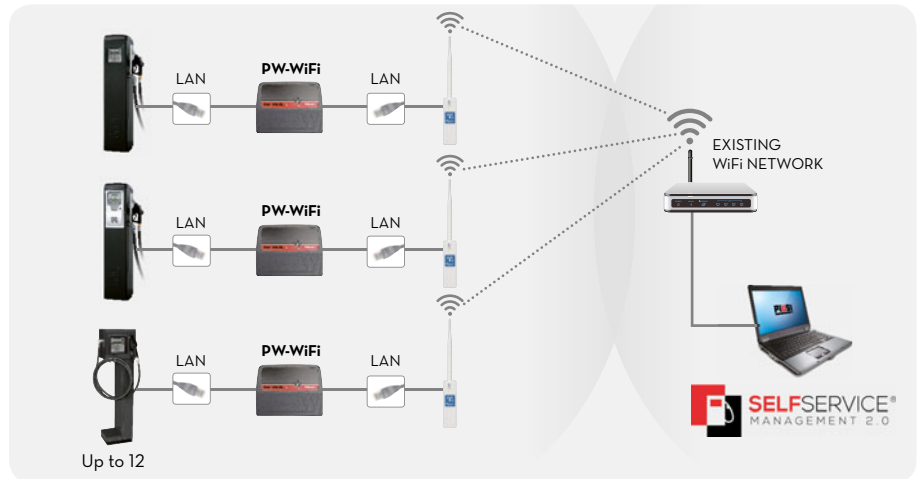 LAN
PW-WiFi
LAN
EXISTING
WiFi NETWORK
LAN
PW-WiFi
LAN
LAN
PW-WiFi
LAN
Up to 12
SELFSERVICE®
MANAGEMENT 2.0